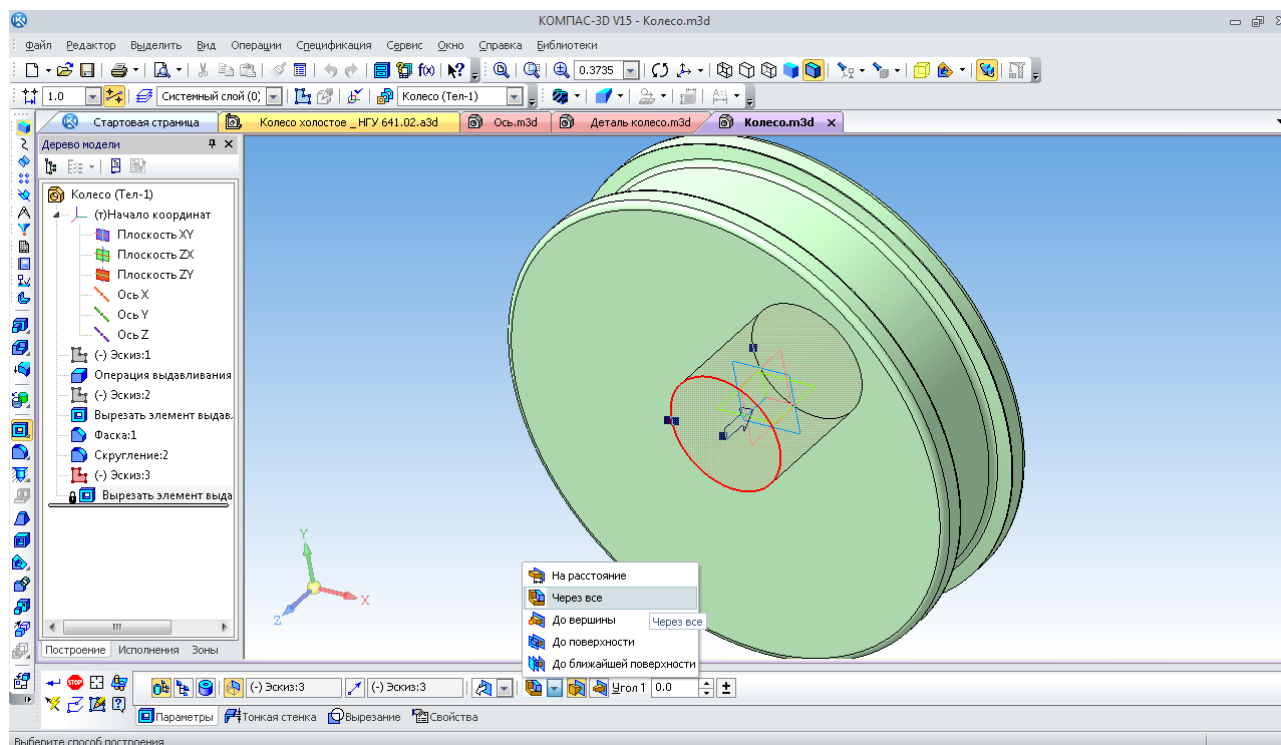 КОМПАС-3D V15 - Колесо.m3d
Файл Редактор Выделить Вид Операции Спецификация Сервис Окно Справка Библиотеки
0.3735
1.0 Системный слой (0; Колесо (Тел-1)
Стартовая страница Колесо холостое _ НГУ 641.02.a3d Ось.m3d Деталь колесо.m3d Колесо.m3d
Дерево модели
Колесо (Тел-1)
(т)Начало координат
Плоскость XY
Плоскость ZX
Плоскость ZY
Ось X
Ось Y
Ось Z
(-) Эскиз:1
Операция выдавливания
(-) Эскиз:2
Вырезать элемент выдав.
Фаска:1
Скругление:2
(-) Эскиз:3
Вырезать элемент выда
Y
X
Z
На расстояние
Через все
До вершины
Через все
До поверхности
До ближайшей поверхности
Построение Исполнения Зоны
(-) Эскиз:3 (-) Эскиз:3 Угол 1 0.0
Параметры Тонкая стенка Вырезание Свойства
Выберите способ построения